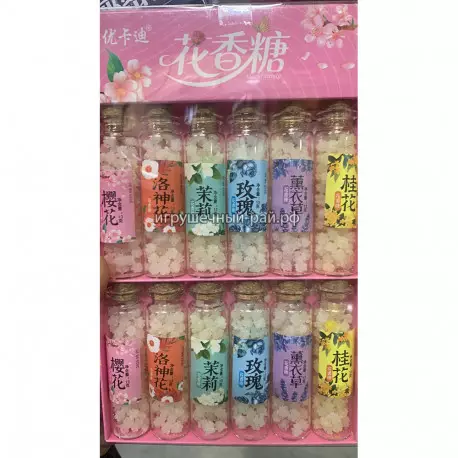 优卡迪
花香糖
樱花
洛神花
茉莉
玫瑰
薰衣草
桂花
игрушечный-рай.рф
樱花
洛神花
茉莉
玫瑰
薰衣草
桂花